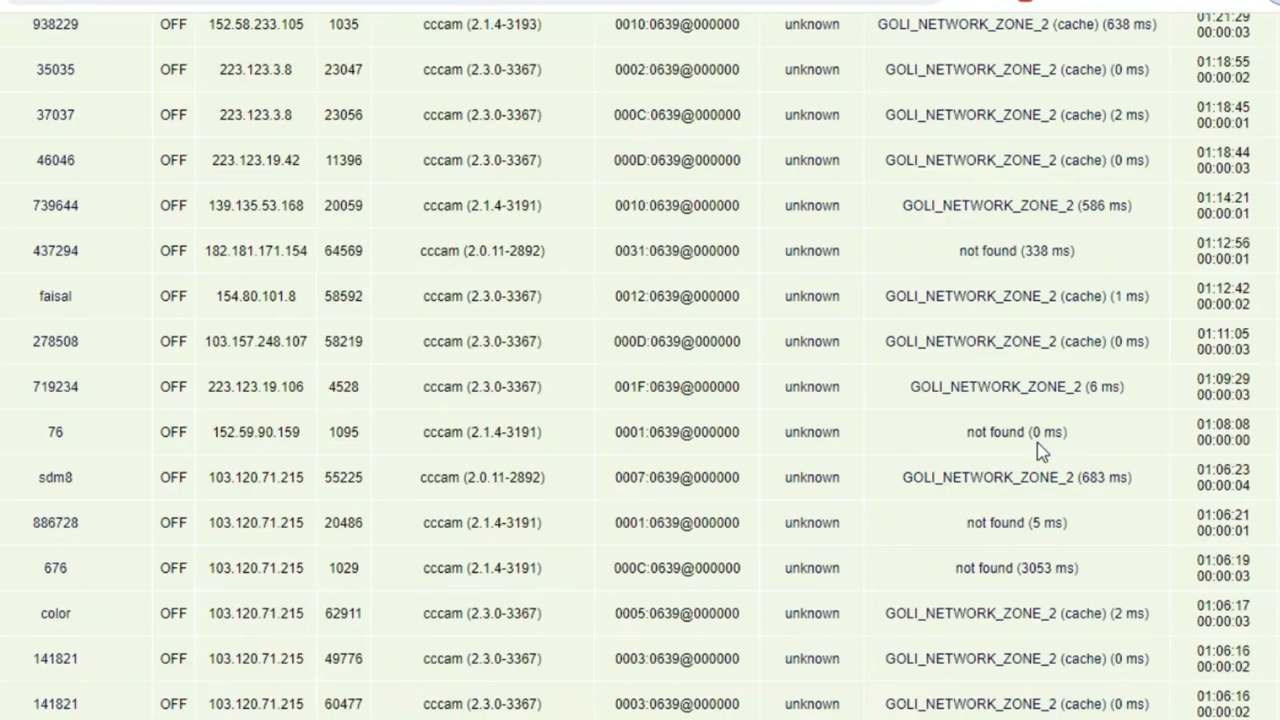 938229 OFF 152.58.233.105 1035 cccam (2.1.4-3193) 0010:0639@000000 unknown GOLI_NETWORK_ZONE_2 (cache) (638 ms) 01:21:29
00:00:03
35035 OFF 223.123.3.8 23047 cccam (2.3.0-3367) 0002:0639@000000 unknown GOLI_NETWORK_ZONE_2 (cache) (0 ms) 01:18:55
00:00:02
37037 OFF 223.123.3.8 23056 cccam (2.3.0-3367) 000C:0639@000000 unknown GOLI_NETWORK_ZONE_2 (cache) (2 ms) 01:18:45
00:00:01
46046 OFF 223.123.19.42 11396 cccam (2.3.0-3367) 000D:0639@000000 unknown GOLI_NETWORK_ZONE_2 (cache) (0 ms) 01:18:44
00:00:03
739644 OFF 139.135.53.168 20059 cccam (2.1.4-3191) 0010:0639@000000 unknown GOLI_NETWORK_ZONE_2 (586 ms) 01:14:21
00:00:01
437294 OFF 182.181.171.154 64569 cccam (2.0.11-2892) 0031:0639@000000 unknown not found (338 ms) 01:12:56
00:00:01
faisal OFF 154.80.101.8 58592 cccam (2.3.0-3367) 0012:0639@000000 unknown GOLI_NETWORK_ZONE_2 (cache) (1 ms) 01:12:42
00:00:02
278508 OFF 103.157.248.107 58219 cccam (2.3.0-3367) 000D:0639@000000 unknown GOLI_NETWORK_ZONE_2 (cache) (0 ms) 01:11:05
00:00:03
719234 OFF 223.123.19.106 4528 cccam (2.3.0-3367) 001F:0639@000000 unknown GOLI_NETWORK_ZONE_2 (6 ms) 01:09:29
00:00:03
76 OFF 152.59.90.159 1095 cccam (2.1.4-3191) 0001:0639@000000 unknown not found (0 ms) 01:08:08
00:00:00
sdm8 OFF 103.120.71.215 55225 cccam (2.0.11-2892) 0007:0639@000000 unknown GOLI_NETWORK_ZONE_2 (683 ms) 01:06:23
00:00:04
886728 OFF 103.120.71.215 20486 cccam (2.1.4-3191) 0001:0639@000000 unknown not found (5 ms) 01:06:21
00:00:01
676 OFF 103.120.71.215 1029 cccam (2.1.4-3191) 000C:0639@000000 unknown not found (3053 ms) 01:06:19
00:00:03
color OFF 103.120.71.215 62911 cccam (2.3.0-3367) 0005:0639@000000 unknown GOLI_NETWORK_ZONE_2 (cache) (2 ms) 01:06:17
00:00:03
141821 OFF 103.120.71.215 49776 cccam (2.3.0-3367) 0003:0639@000000 unknown GOLI_NETWORK_ZONE_2 (cache) (0 ms) 01:06:16
00:00:02
141821 OFF 103.120.71.215 60477 cccam (2.3.0-3367) 0003:0639@000000 unknown GOLI_NETWORK_ZONE_2 (cache) (0 ms) 01:06:16
00:00:02